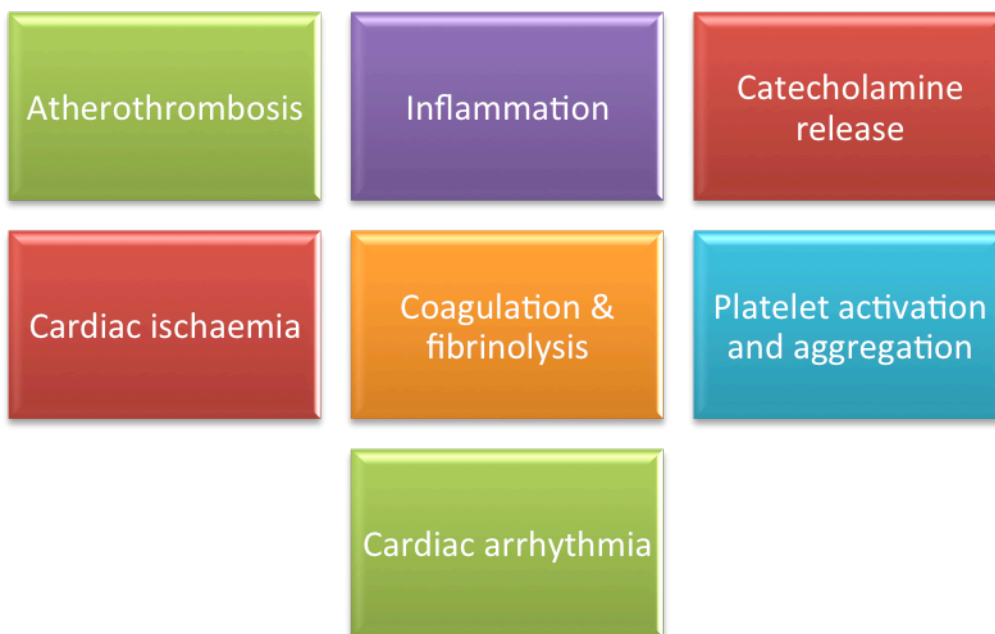 Atherothrombosis
Inflammation
Catecholamine
release
Cardiac ischaemia
Coagulation &
fibrinolysis
Platelet activation
and aggregation
Cardiac arrhythmia